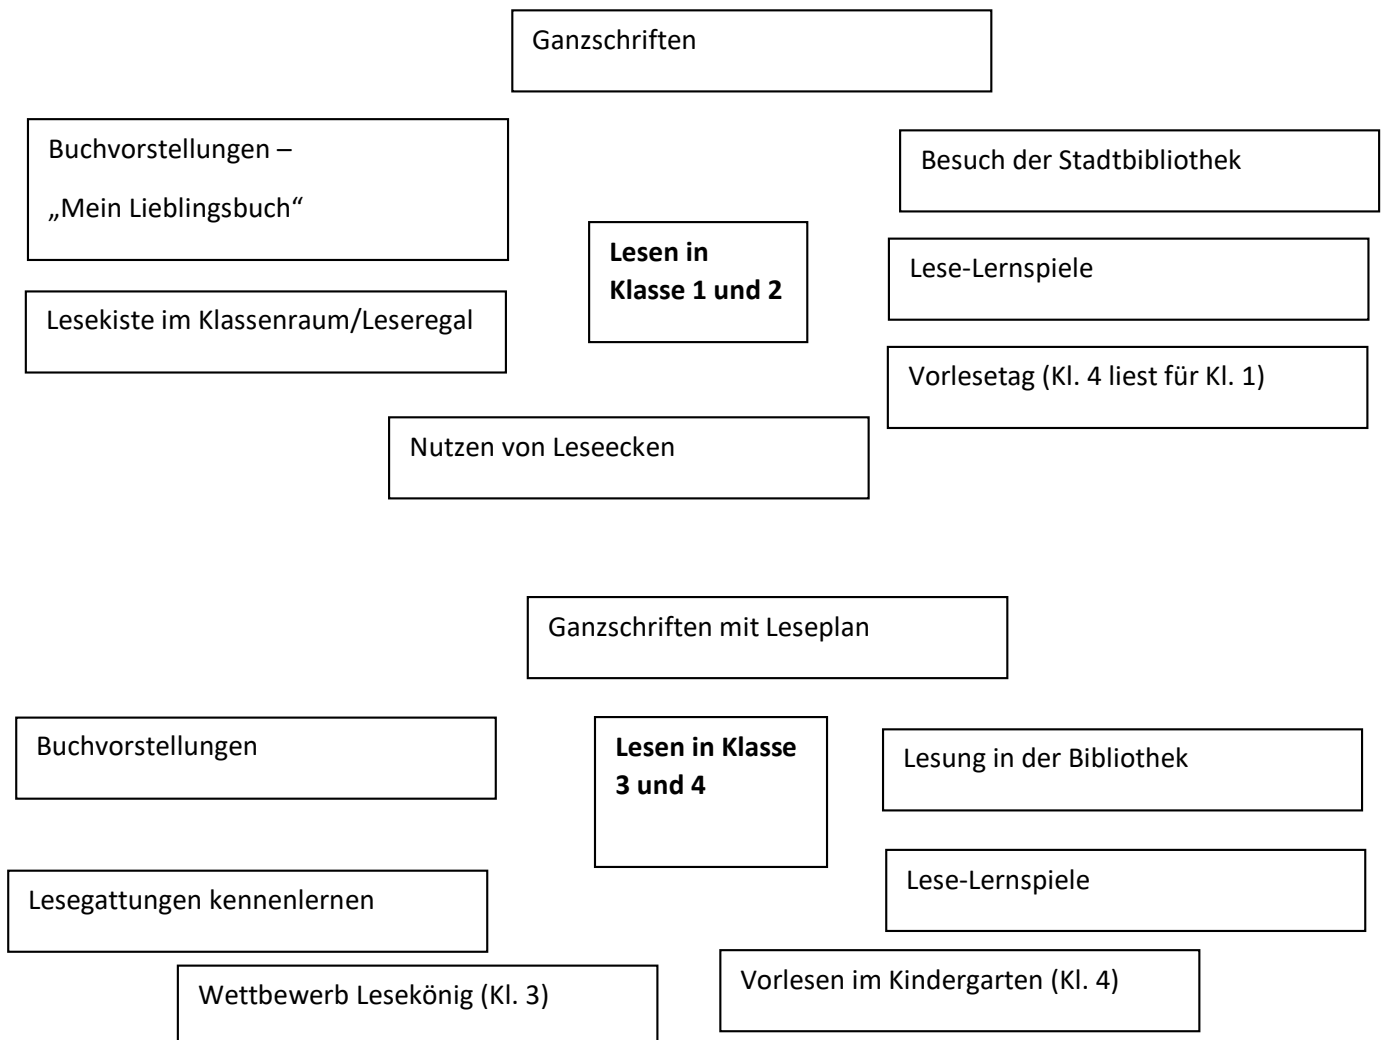 Ganzschriften
Buchvorstellungen –
„Mein Lieblingsbuch“
Besuch der Stadtbibliothek
Lesen in
Klasse 1 und 2
Lese-Lernspiele
Lesekiste im Klassenraum/Leseregal
Vorlesetag (Kl. 4 liest für Kl. 1)
Nutzen von Leseecken
Ganzschriften mit Leseplan
Buchvorstellungen
Lesen in Klasse
3 und 4
Lesung in der Bibliothek
Lese-Lernspiele
Lesegattungen kennenlernen
Vorlesen im Kindergarten (Kl. 4)
Wettbewerb Lesekönig (Kl. 3)